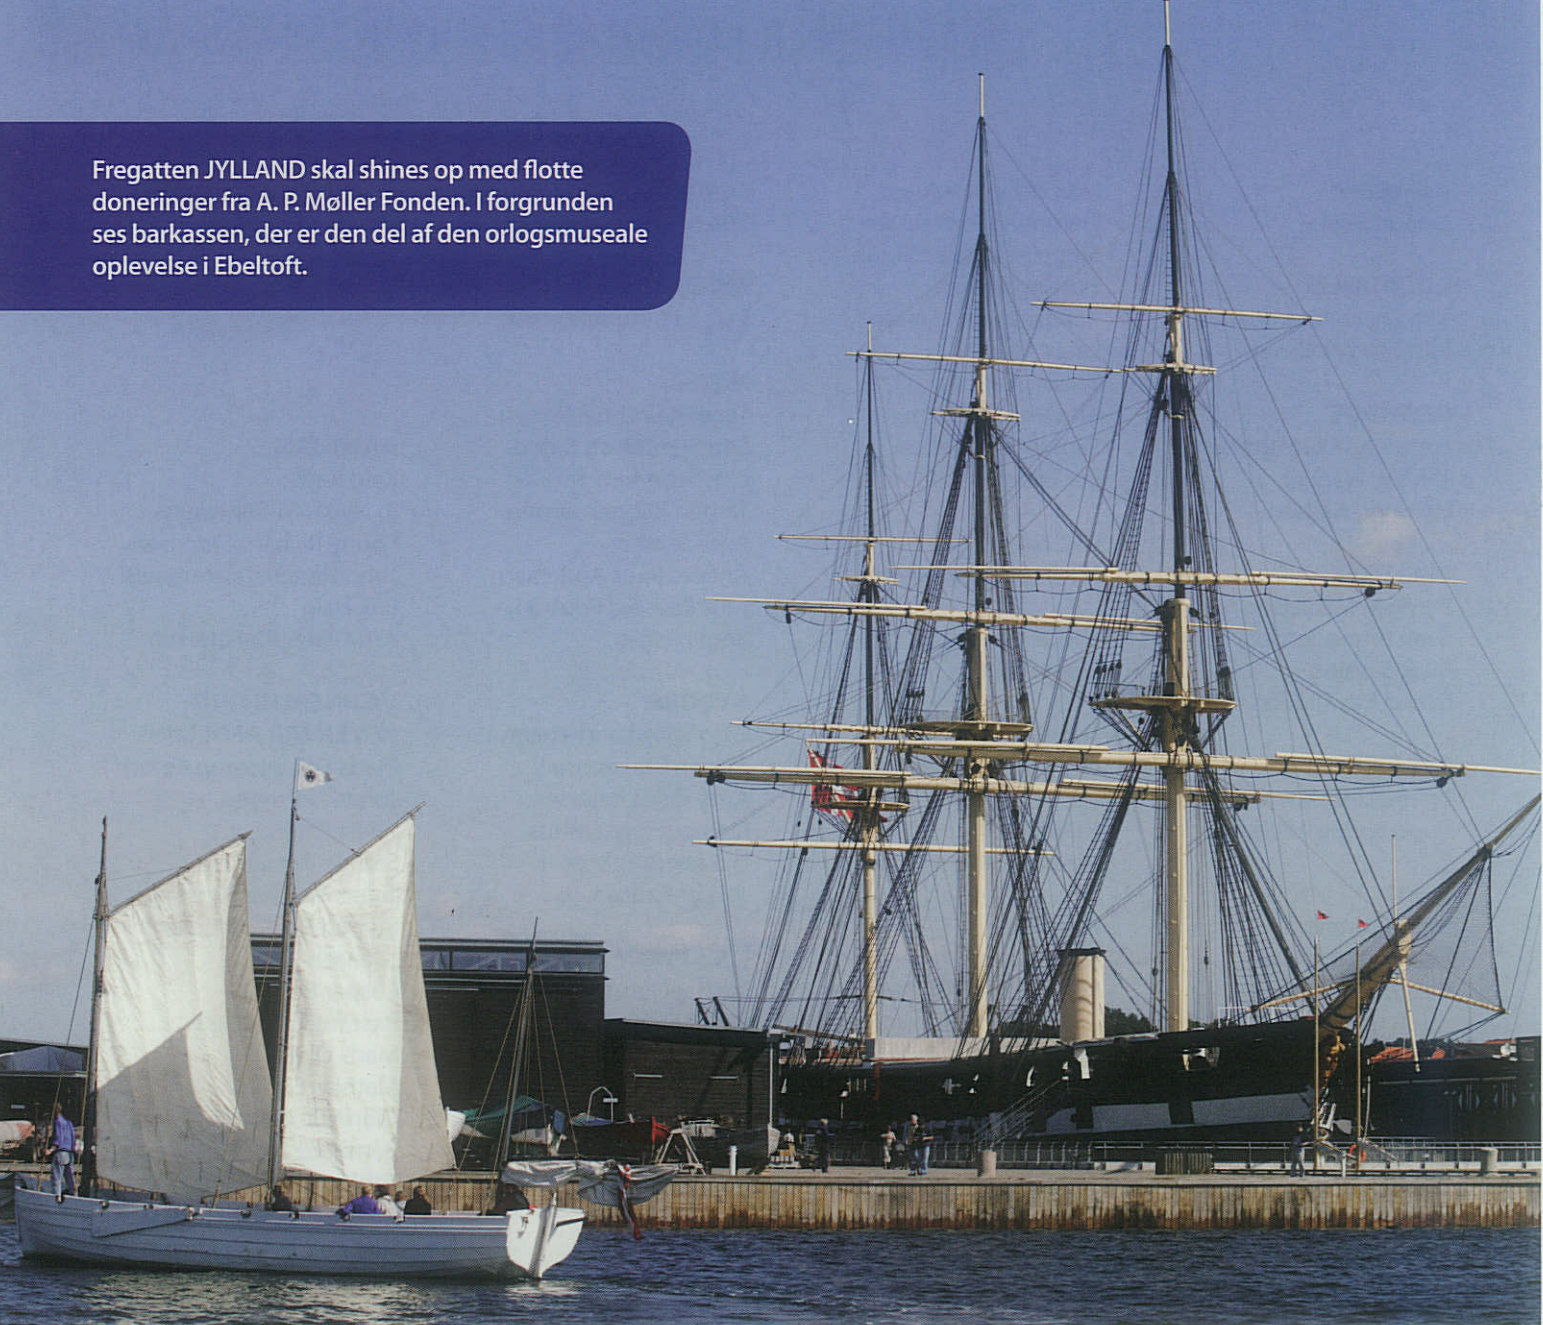 Fregatten JYLLAND skal shines op med flotte
doneringer fra A. P. Møller Fonden. I forgrunden
ses barkassen, der er den del af den orlogsmuseale
oplevelse i Ebeltoft.